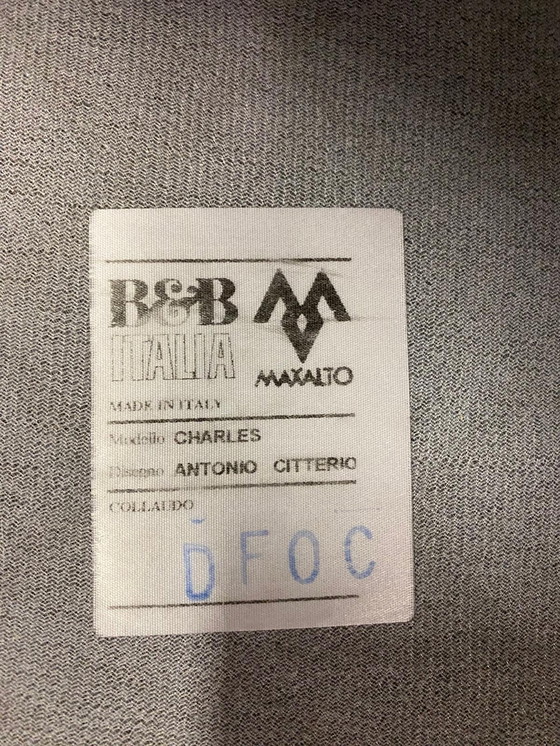 B&B
ITALIA
MAXALTO
MADE IN ITALY
Modello CHARLES
Disegno ANTONIO CITTERIO
COLLAUDO
DFOC